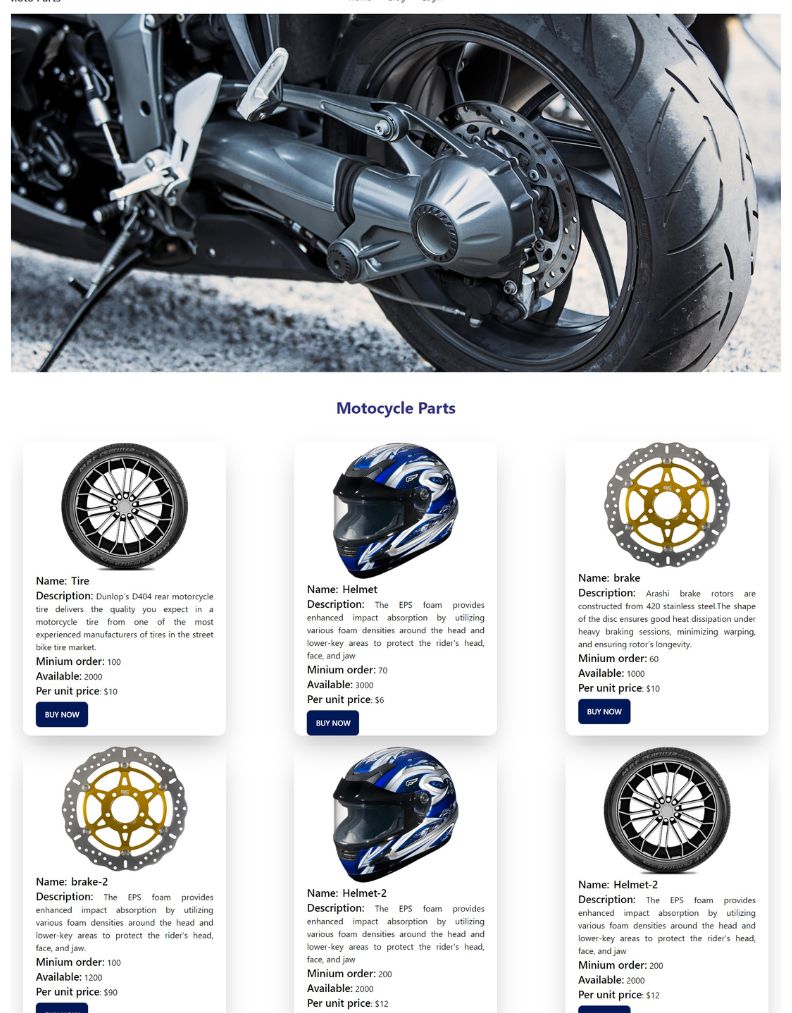 Moto Parts
Motocycle Parts
Name: Tire
Description: Dunlop's D404 rear motorcycle
tire delivers the quality you expect in a
motorcycle tire from one of the most
experienced manufacturers of tires in the street
bike tire market.
Minium order: 100
Available: 2000
Per unit price: $10
BUY NOW
Name: Helmet
Description: The EPS foam provides
enhanced impact absorption by utilizing
various foam densities around the head and
lower-key areas to protect the rider's head,
face, and jaw
Minium order: 70
Available: 3000
Per unit price: $6
BUY NOW
Name: brake
Description: Arashi brake rotors are
constructed from 420 stainless steel.The shape
of the disc ensures good heat dissipation under
heavy braking sessions, minimizing warping,
and ensuring rotor's longevity.
Minium order: 60
Available: 1000
Per unit price: $10
BUY NOW
Name: brake-2
Description: The EPS foam provides
enhanced impact absorption by utilizing
various foam densities around the head and
lower-key areas to protect the rider's head,
face, and jaw.
Minium order: 100
Available: 1200
Per unit price: $90
Name: Helmet-2
Description: The EPS foam provides
enhanced impact absorption by utilizing
various foam densities around the head and
lower-key areas to protect the rider's head,
face, and jaw
Minium order: 200
Available: 2000
Per unit price: $12
Name: Helmet-2
Description: The EPS foam provides
enhanced impact absorption by utilizing
various foam densities around the head and
lower-key areas to protect the rider's head,
face, and jaw
Minium order: 200
Available: 2000
Per unit price: $12